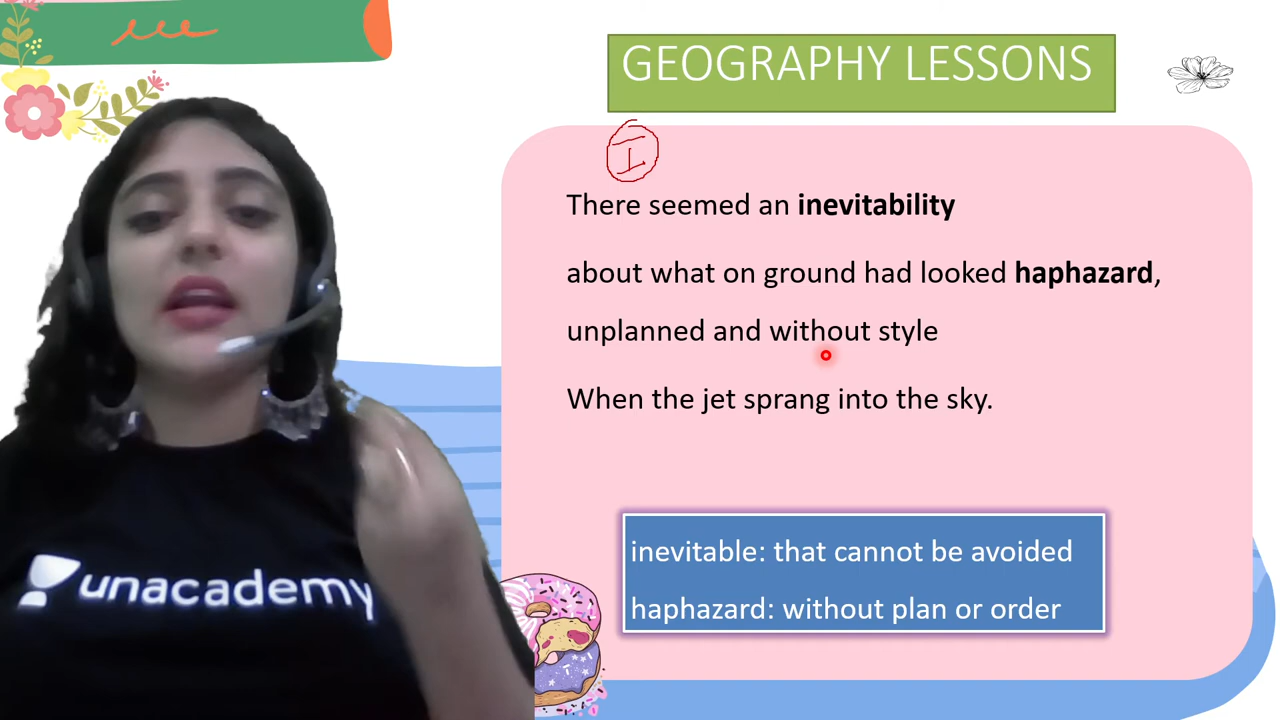 GEOGRAPHY LESSONS
I
There seemed an inevitability
about what on ground had looked haphazard,
unplanned and without style
When the jet sprang into the sky.
inevitable: that cannot be avoided
haphazard: without plan or order
unacademy